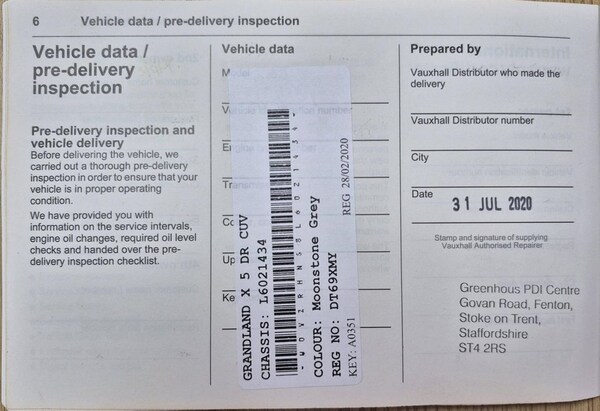 6 Vehicle data / pre-delivery inspection
Vehicle data /
pre-delivery
inspection
Pre-delivery inspection and
vehicle delivery
Before delivering the vehicle, we
carried out a thorough pre-delivery
inspection in order to ensure that your
vehicle is in proper operating
condition.
We have provided you with
information on the service intervals,
engine oil changes, required oil level
checks and handed over the pre-
delivery inspection checklist.
Vehicle data
GRANDLAND X 5 DR CUV
CHASSIS: L6021434
COLOUR: Moonstone Grey
REG NO: DT69XMY
REG 28/02/2020
KEY: A0351
Prepared by
Vauxhall Distributor who made the
delivery
Vauxhall Distributor number
City
Date 31 JUL 2020
Stamp and signature of supplying
Vauxhall Authorised Repairer
Greenhous PDI Centre
Govan Road, Fenton,
Stoke on Trent,
Staffordshire
ST4 2RS